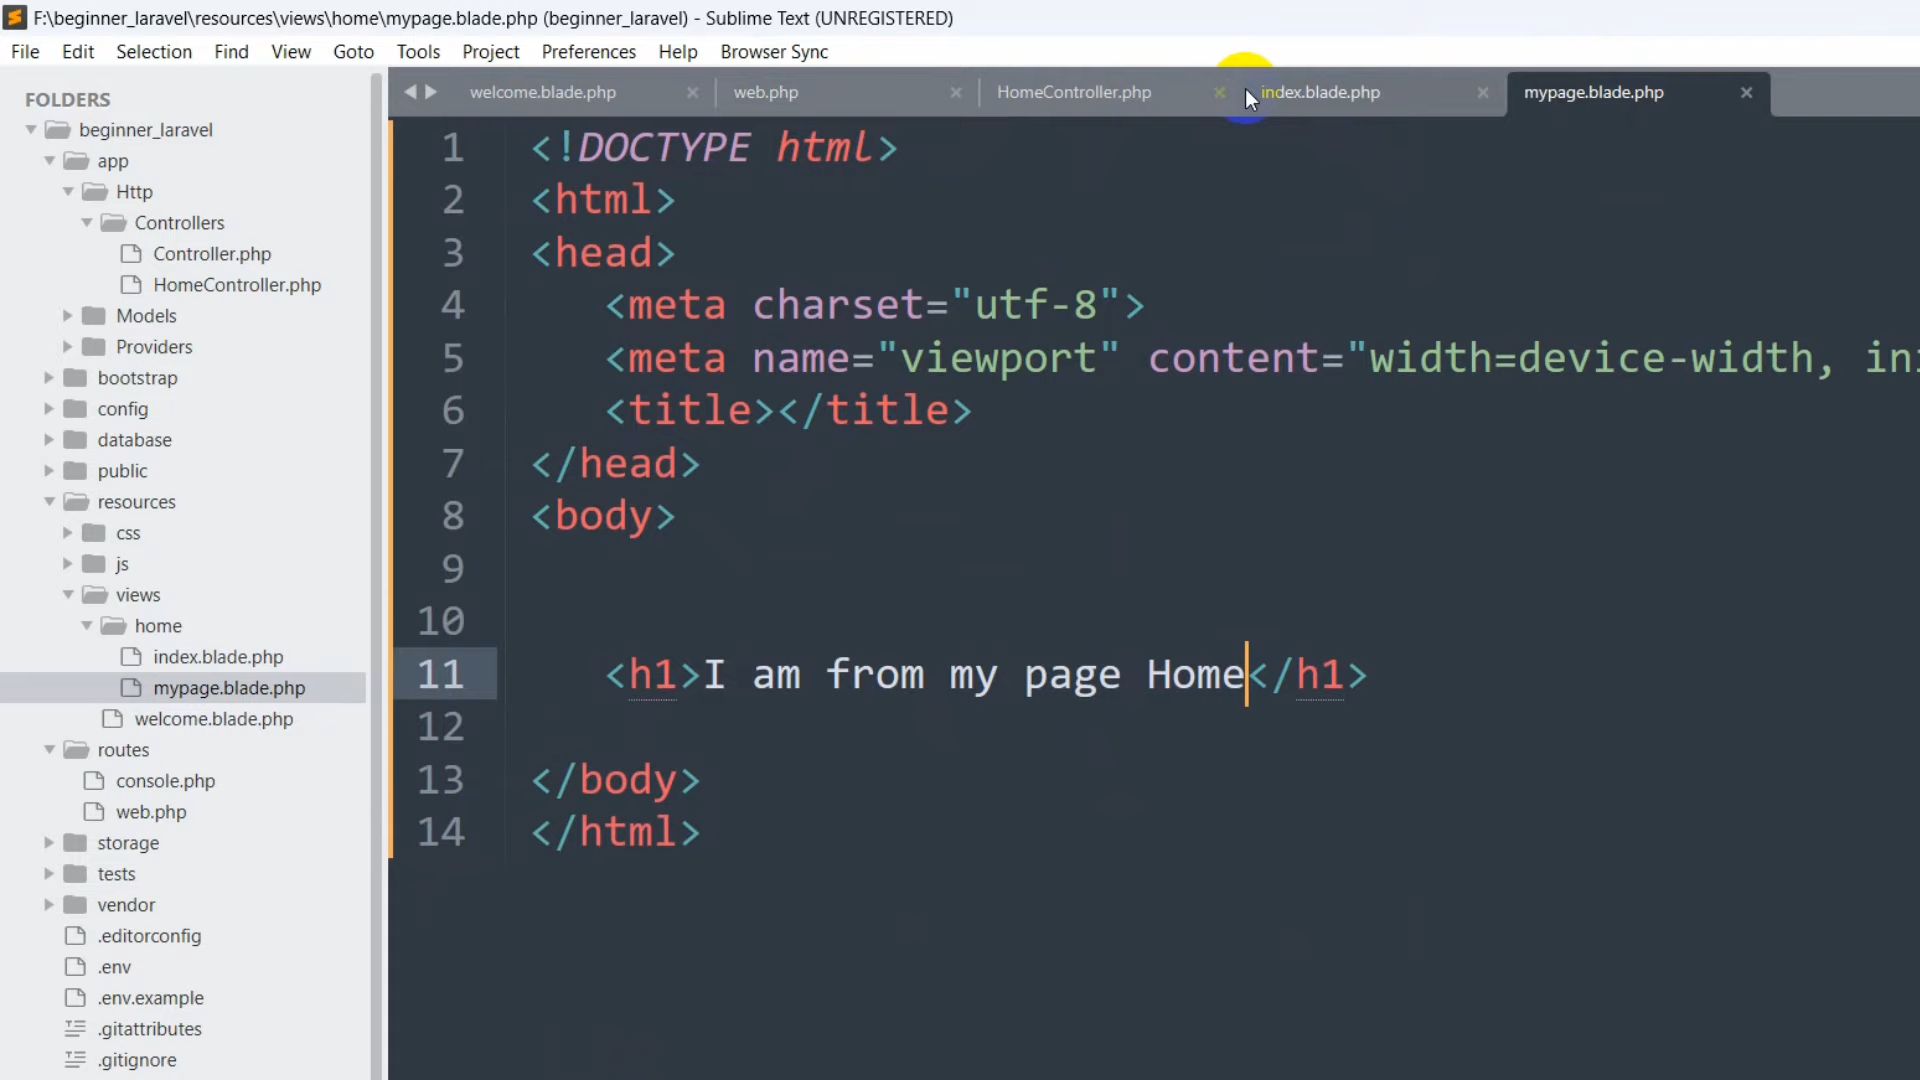 F:\beginner_laravel\resources\views\home\mypage.blade.php (beginner_laravel) - Sublime Text (UNREGISTERED)
File Edit Selection Find View Goto Tools Project Preferences Help Browser Sync
FOLDERS
beginner_laravel
app
Http
Controllers
Controller.php
HomeController.php
Models
Providers
bootstrap
config
database
public
resources
css
js
views
home
index.blade.php
mypage.blade.php
welcome.blade.php
routes
console.php
web.php
storage
tests
vendor
.editorconfig
.env
.env.example
.gitattributes
.gitignore
welcome.blade.php web.php HomeController.php index.blade.php mypage.blade.php
1 <!DOCTYPE html>
2 <html>
3 <head>
4 <meta charset="utf-8">
5 <meta name="viewport" content="width=device-width, ini
6 <title></title>
7 </head>
8 <body>
9
10
11 <h1>I am from my page Home</h1>
12
13 </body>
14 </html>